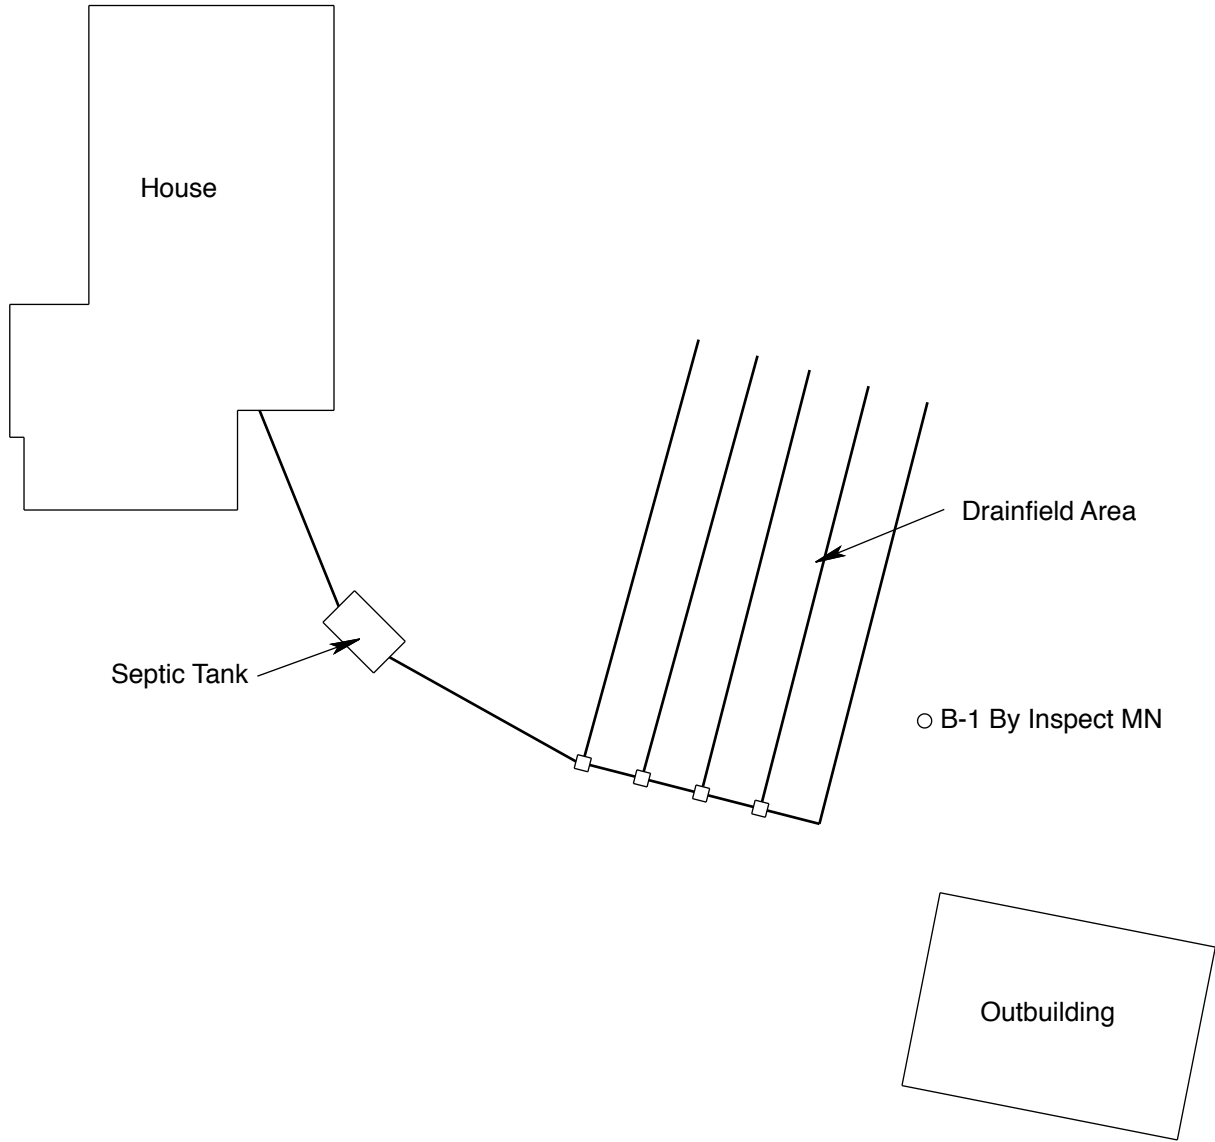 House
Drainfield Area
Septic Tank
B-1 By Inspect MN
Outbuilding